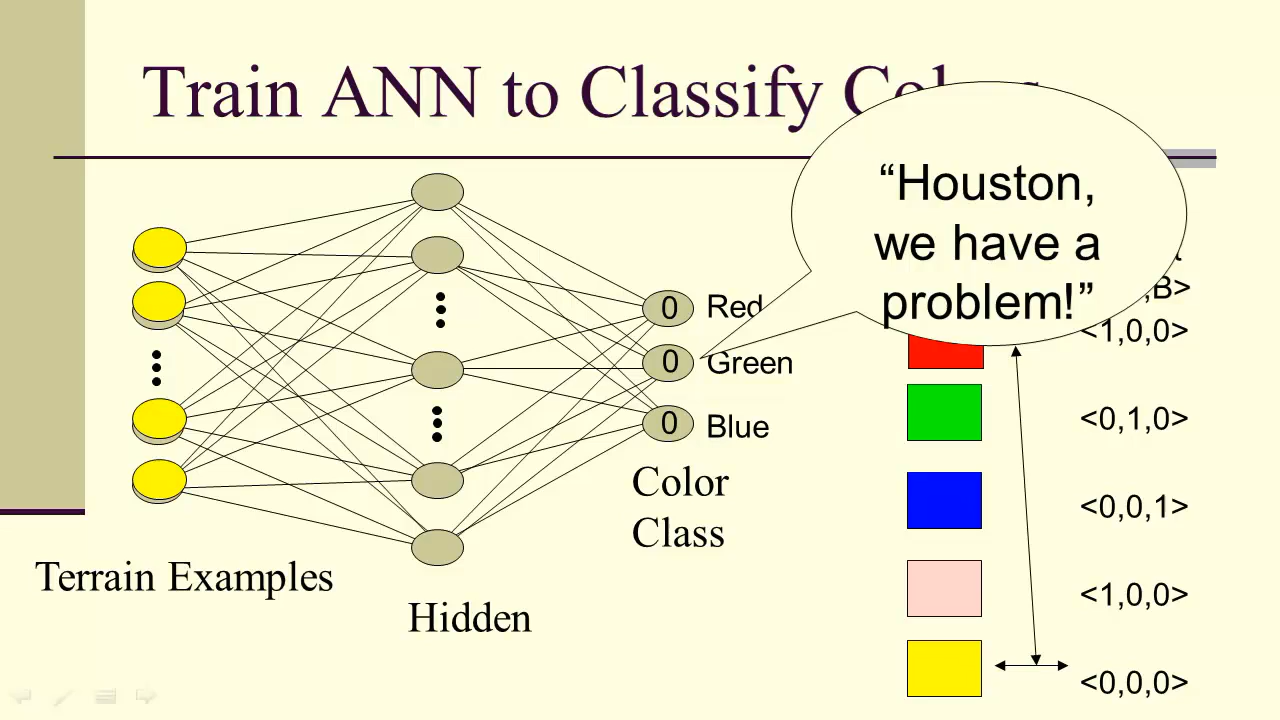 Train ANN to Classify
“Houston,
we have a
problem!”
B>
<1,0,0>
0 Red
0 Green
0 Blue
<0,1,0>
Color
Class
<0,0,1>
Terrain Examples
Hidden
<1,0,0>
<0,0,0>